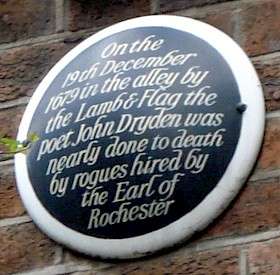 On the
19th December
1679 in the alley by
the Lamb & Flag the
poet John Dryden was
nearly done to death
by rogues hired by
the Earl of
Rochester